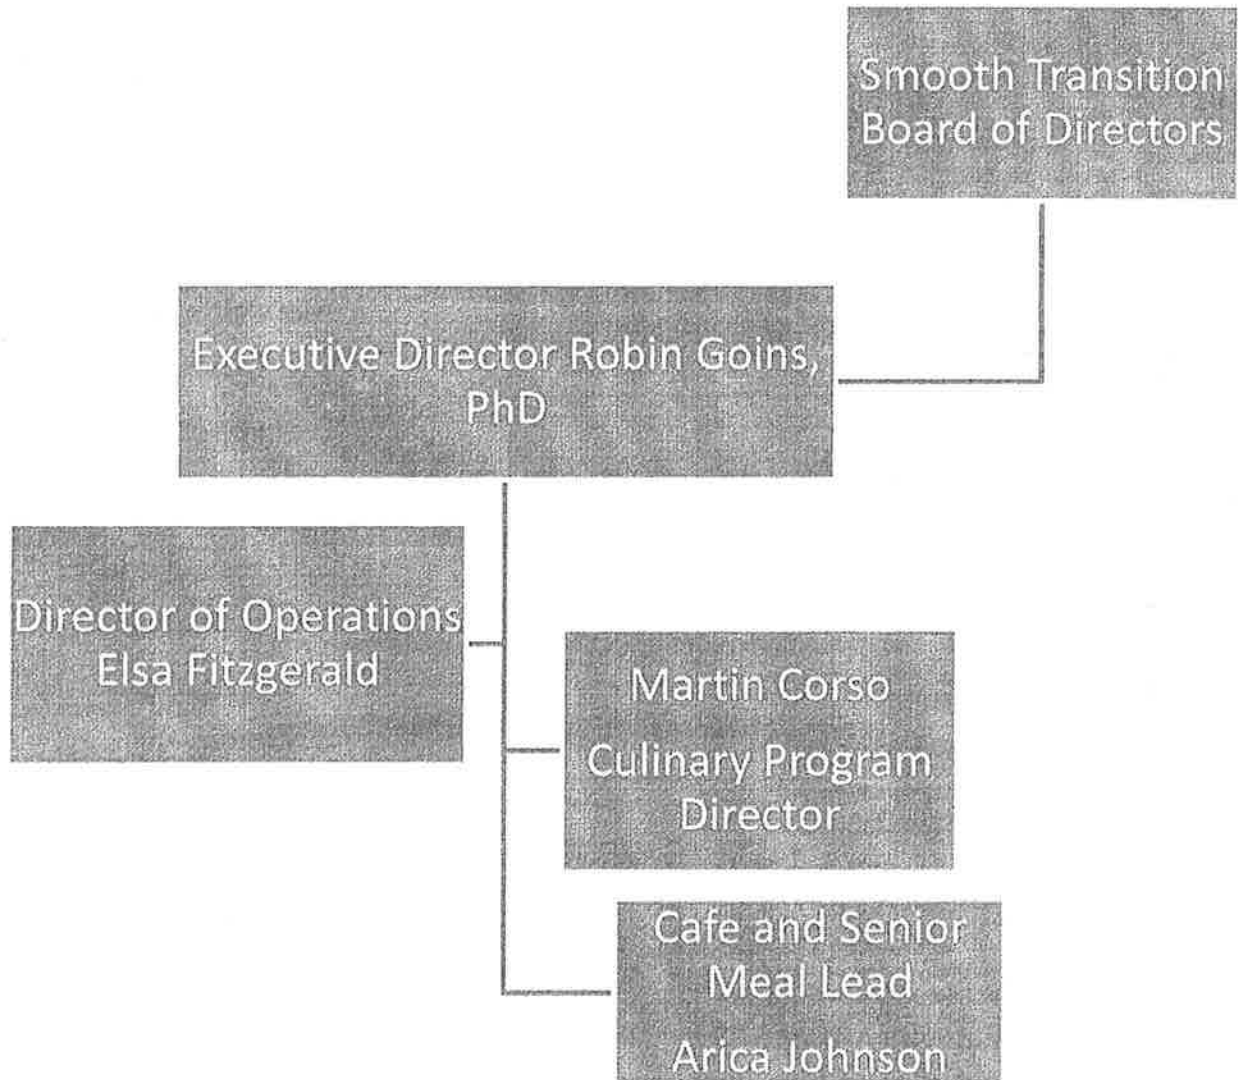 Smooth Transition
Board of Directors
Executive Director Robin Goins,
PhD
Director of Operations
Elsa Fitzgerald
Martin Corso
Culinary Program
Director
Cafe and Senior
Meal Lead
Arica Johnson